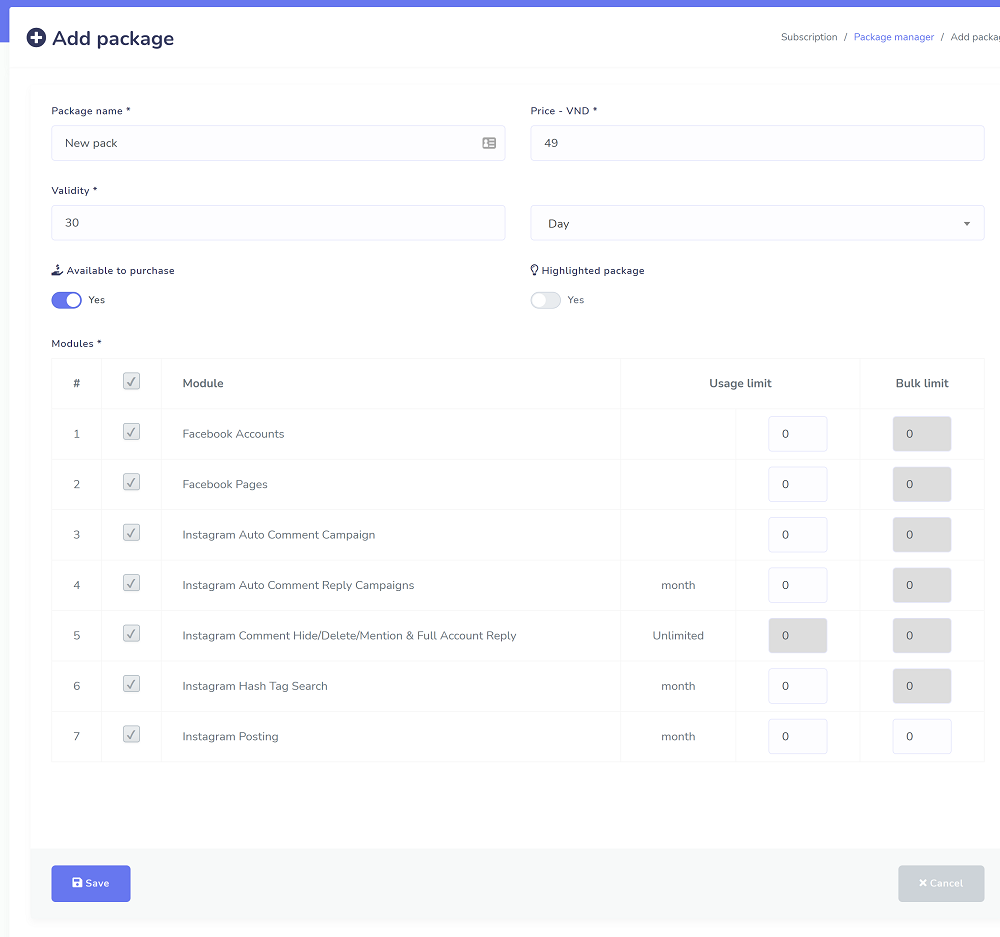 Add package
Subscription / Package manager / Add
Package name *
Price - VND *
New pack
49
Validity *
30
Day
Available to purchase
Highlighted package
Yes
Yes
Modules *
# Module Usage limit Bulk limit
1 Facebook Accounts 0 0
2 Facebook Pages 0 0
3 Instagram Auto Comment Campaign 0 0
4 Instagram Auto Comment Reply Campaigns month 0 0
5 Instagram Comment Hide/Delete/Mention & Full Account Reply Unlimited 0 0
6 Instagram Hash Tag Search month 0 0
7 Instagram Posting month 0 0
Save
Cancel